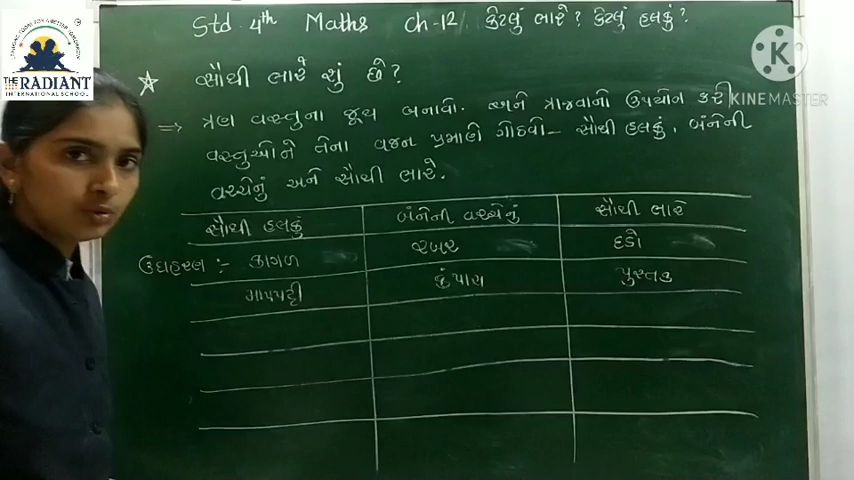 Std. 4th Maths Ch-12 કેટલું ભારે? કેટલું હલકું?
THE RADIANT
INTERNATIONAL SCHOOL
KINEMASTER
સૌથી ભારે શું છે?
⇒ ત્રણ વસ્તુના જૂથ બનાવો. અને ત્રાજવાનો ઉપયોગ કરી
વસ્તુઓને તેના વજન પ્રમાણે ગોઠવો - સૌથી હલકું, બંનેની
વચ્ચેનું અને સૌથી ભારે.
સૌથી હલકું બંનેની વચ્ચેનું સૌથી ભારે
ઉદાહરણ :- કાગળ રબર દડો
માપપટ્ટી કંપાસ પુસ્તક